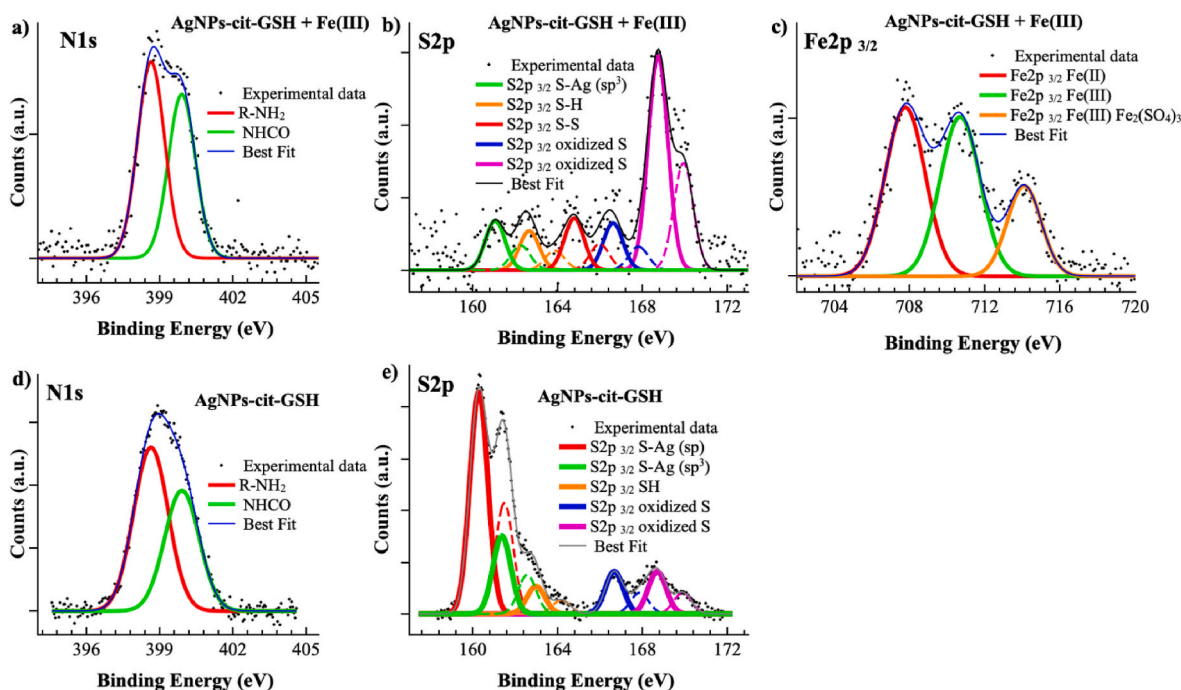 a)
N1s
AgNPs-cit-GSH + Fe(III)
Experimental data
R-NH₂
NHCO
Best Fit
Counts (a.u.)
396 399 402 405
Binding Energy (eV)
b)
AgNPs-cit-GSH + Fe(III)
S2p
Experimental data
S2p 3/2 S-Ag (sp³)
S2p 3/2 S-H
S2p 3/2 S-S
S2p 3/2 oxidized S
S2p 3/2 oxidized S
Best Fit
Counts (a.u.)
160 164 168 172
Binding Energy (eV)
c)
AgNPs-cit-GSH + Fe(III)
Fe2p 3/2
Experimental data
Fe2p 3/2 Fe(II)
Fe2p 3/2 Fe(III)
Fe2p 3/2 Fe(III) Fe₂(SO₄)₃
Best Fit
Counts (a.u.)
704 708 712 716 720
Binding Energy (eV)
d)
N1s
AgNPs-cit-GSH
Experimental data
R-NH₂
NHCO
Best Fit
Counts (a.u.)
396 399 402 405
Binding Energy (eV)
e)
S2p
AgNPs-cit-GSH
Experimental data
S2p 3/2 S-Ag (sp)
S2p 3/2 S-Ag (sp³)
S2p 3/2 SH
S2p 3/2 oxidized S
S2p 3/2 oxidized S
Best Fit
Counts (a.u.)
160 164 168 172
Binding Energy (eV)